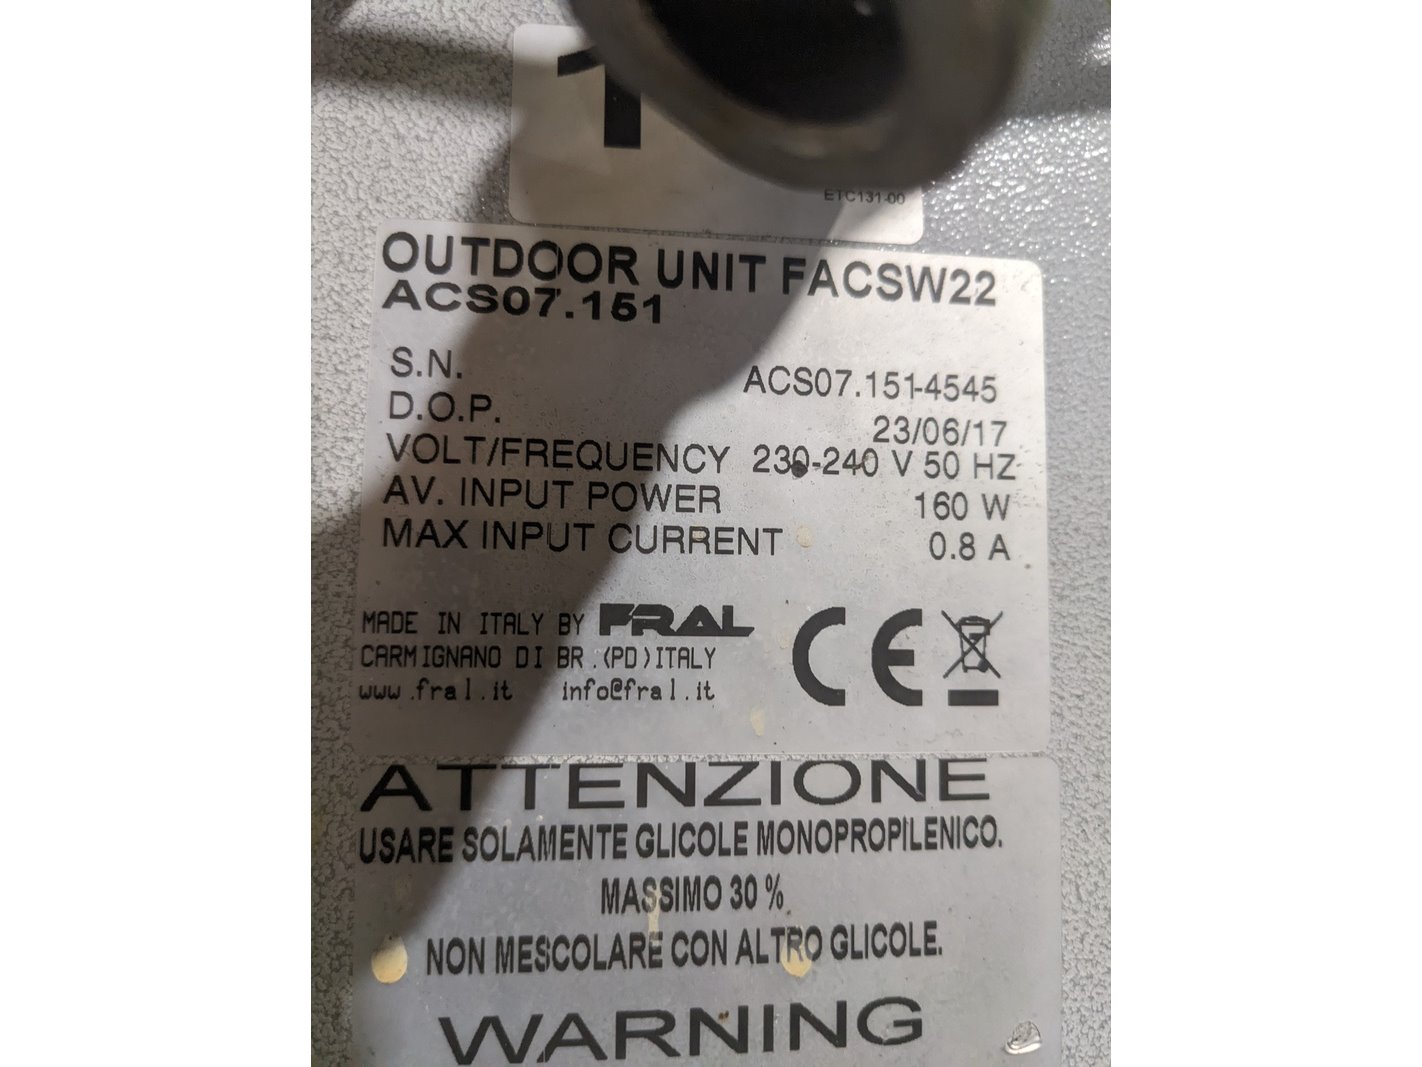 1
ETC131-00
OUTDOOR UNIT FACSW22
ACS07.151
S.N. ACS07.151-4545
D.O.P. 23/06/17
VOLT/FREQUENCY 230-240 V 50 HZ
AV. INPUT POWER 160 W
MAX INPUT CURRENT 0.8 A
MADE IN ITALY BY FRAL
CARMIGNANO DI BR.(PD)ITALY
www.fral.it info@fral.it
CE
ATTENZIONE
USARE SOLAMENTE GLICOLE MONOPROPILENICO.
MASSIMO 30 %
NON MESCOLARE CON ALTRO GLICOLE.
WARNING